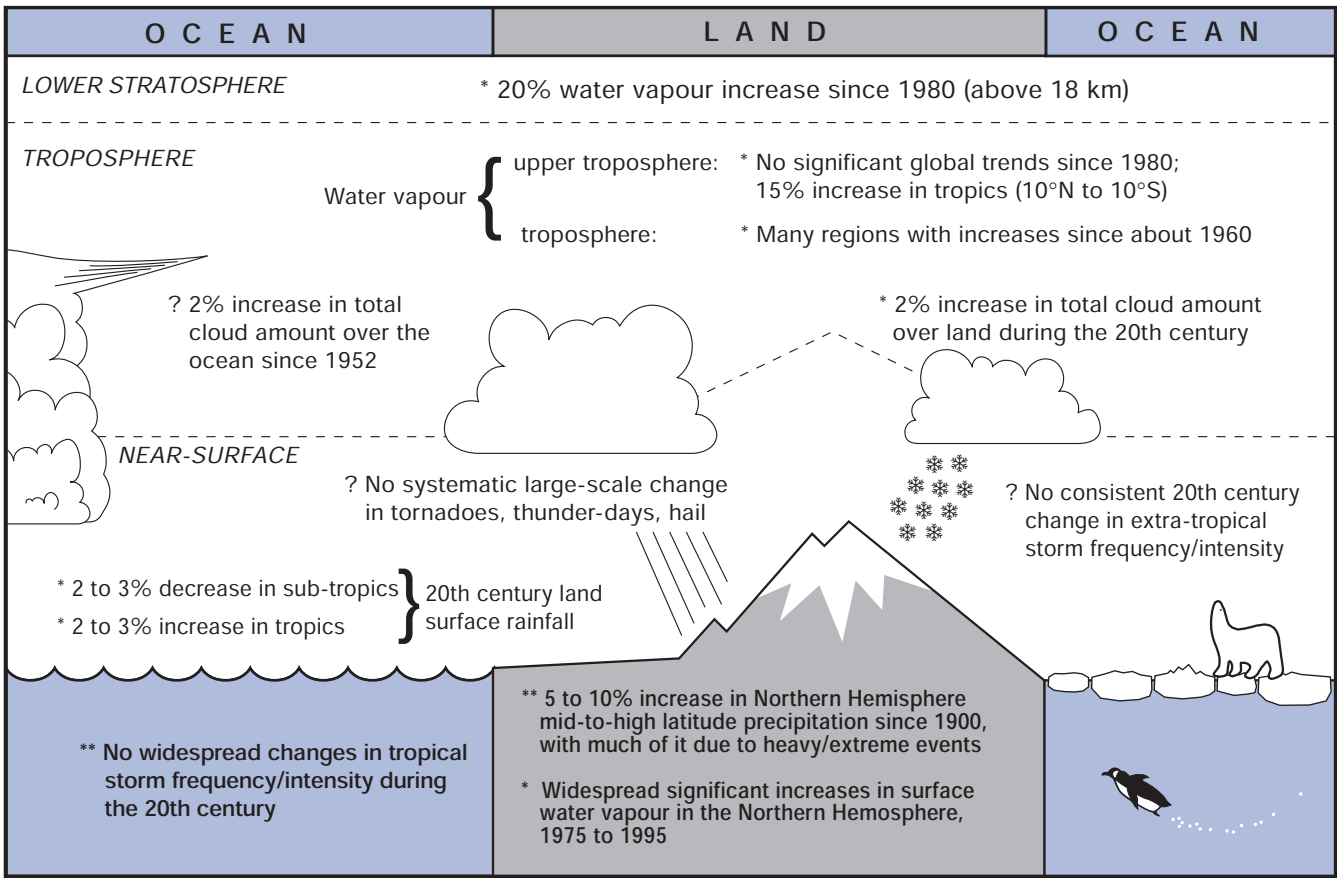 OCEAN
LAND
OCEAN
LOWER STRATOSPHERE
* 20% water vapour increase since 1980 (above 18 km)
TROPOSPHERE
Water vapour
upper troposphere:
* No significant global trends since 1980;
15% increase in tropics (10°N to 10°S)
troposphere:
* Many regions with increases since about 1960
? 2% increase in total
cloud amount over the
ocean since 1952
* 2% increase in total cloud amount
over land during the 20th century
NEAR-SURFACE
? No systematic large-scale change
in tornadoes, thunder-days, hail
? No consistent 20th century
change in extra-tropical
storm frequency/intensity
* 2 to 3% decrease in sub-tropics
* 2 to 3% increase in tropics
20th century land
surface rainfall
** No widespread changes in tropical
storm frequency/intensity during
the 20th century
** 5 to 10% increase in Northern Hemisphere
mid-to-high latitude precipitation since 1900,
with much of it due to heavy/extreme events
* Widespread significant increases in surface
water vapour in the Northern Hemosphere,
1975 to 1995